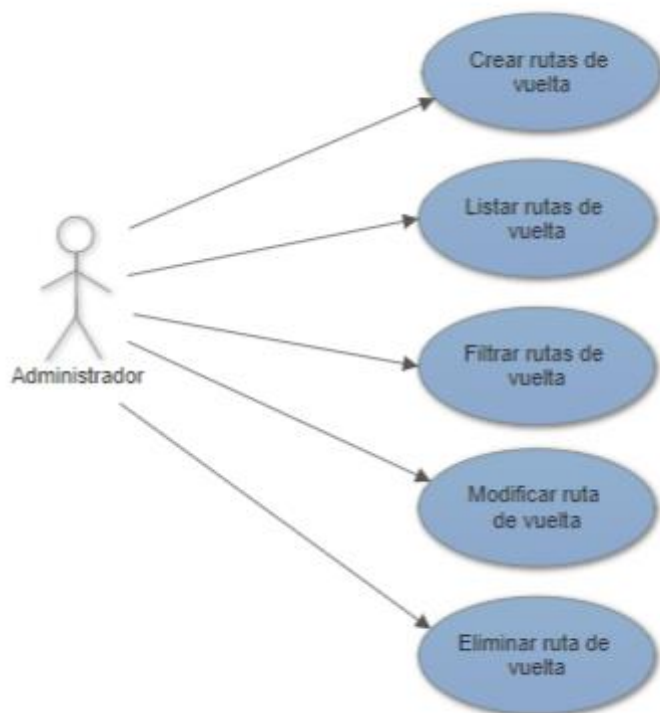 Crear rutas de
vuelta
Listar rutas de
vuelta
Administrador
Filtrar rutas de
vuelta
Modificar ruta
de vuelta
Eliminar ruta de
vuelta